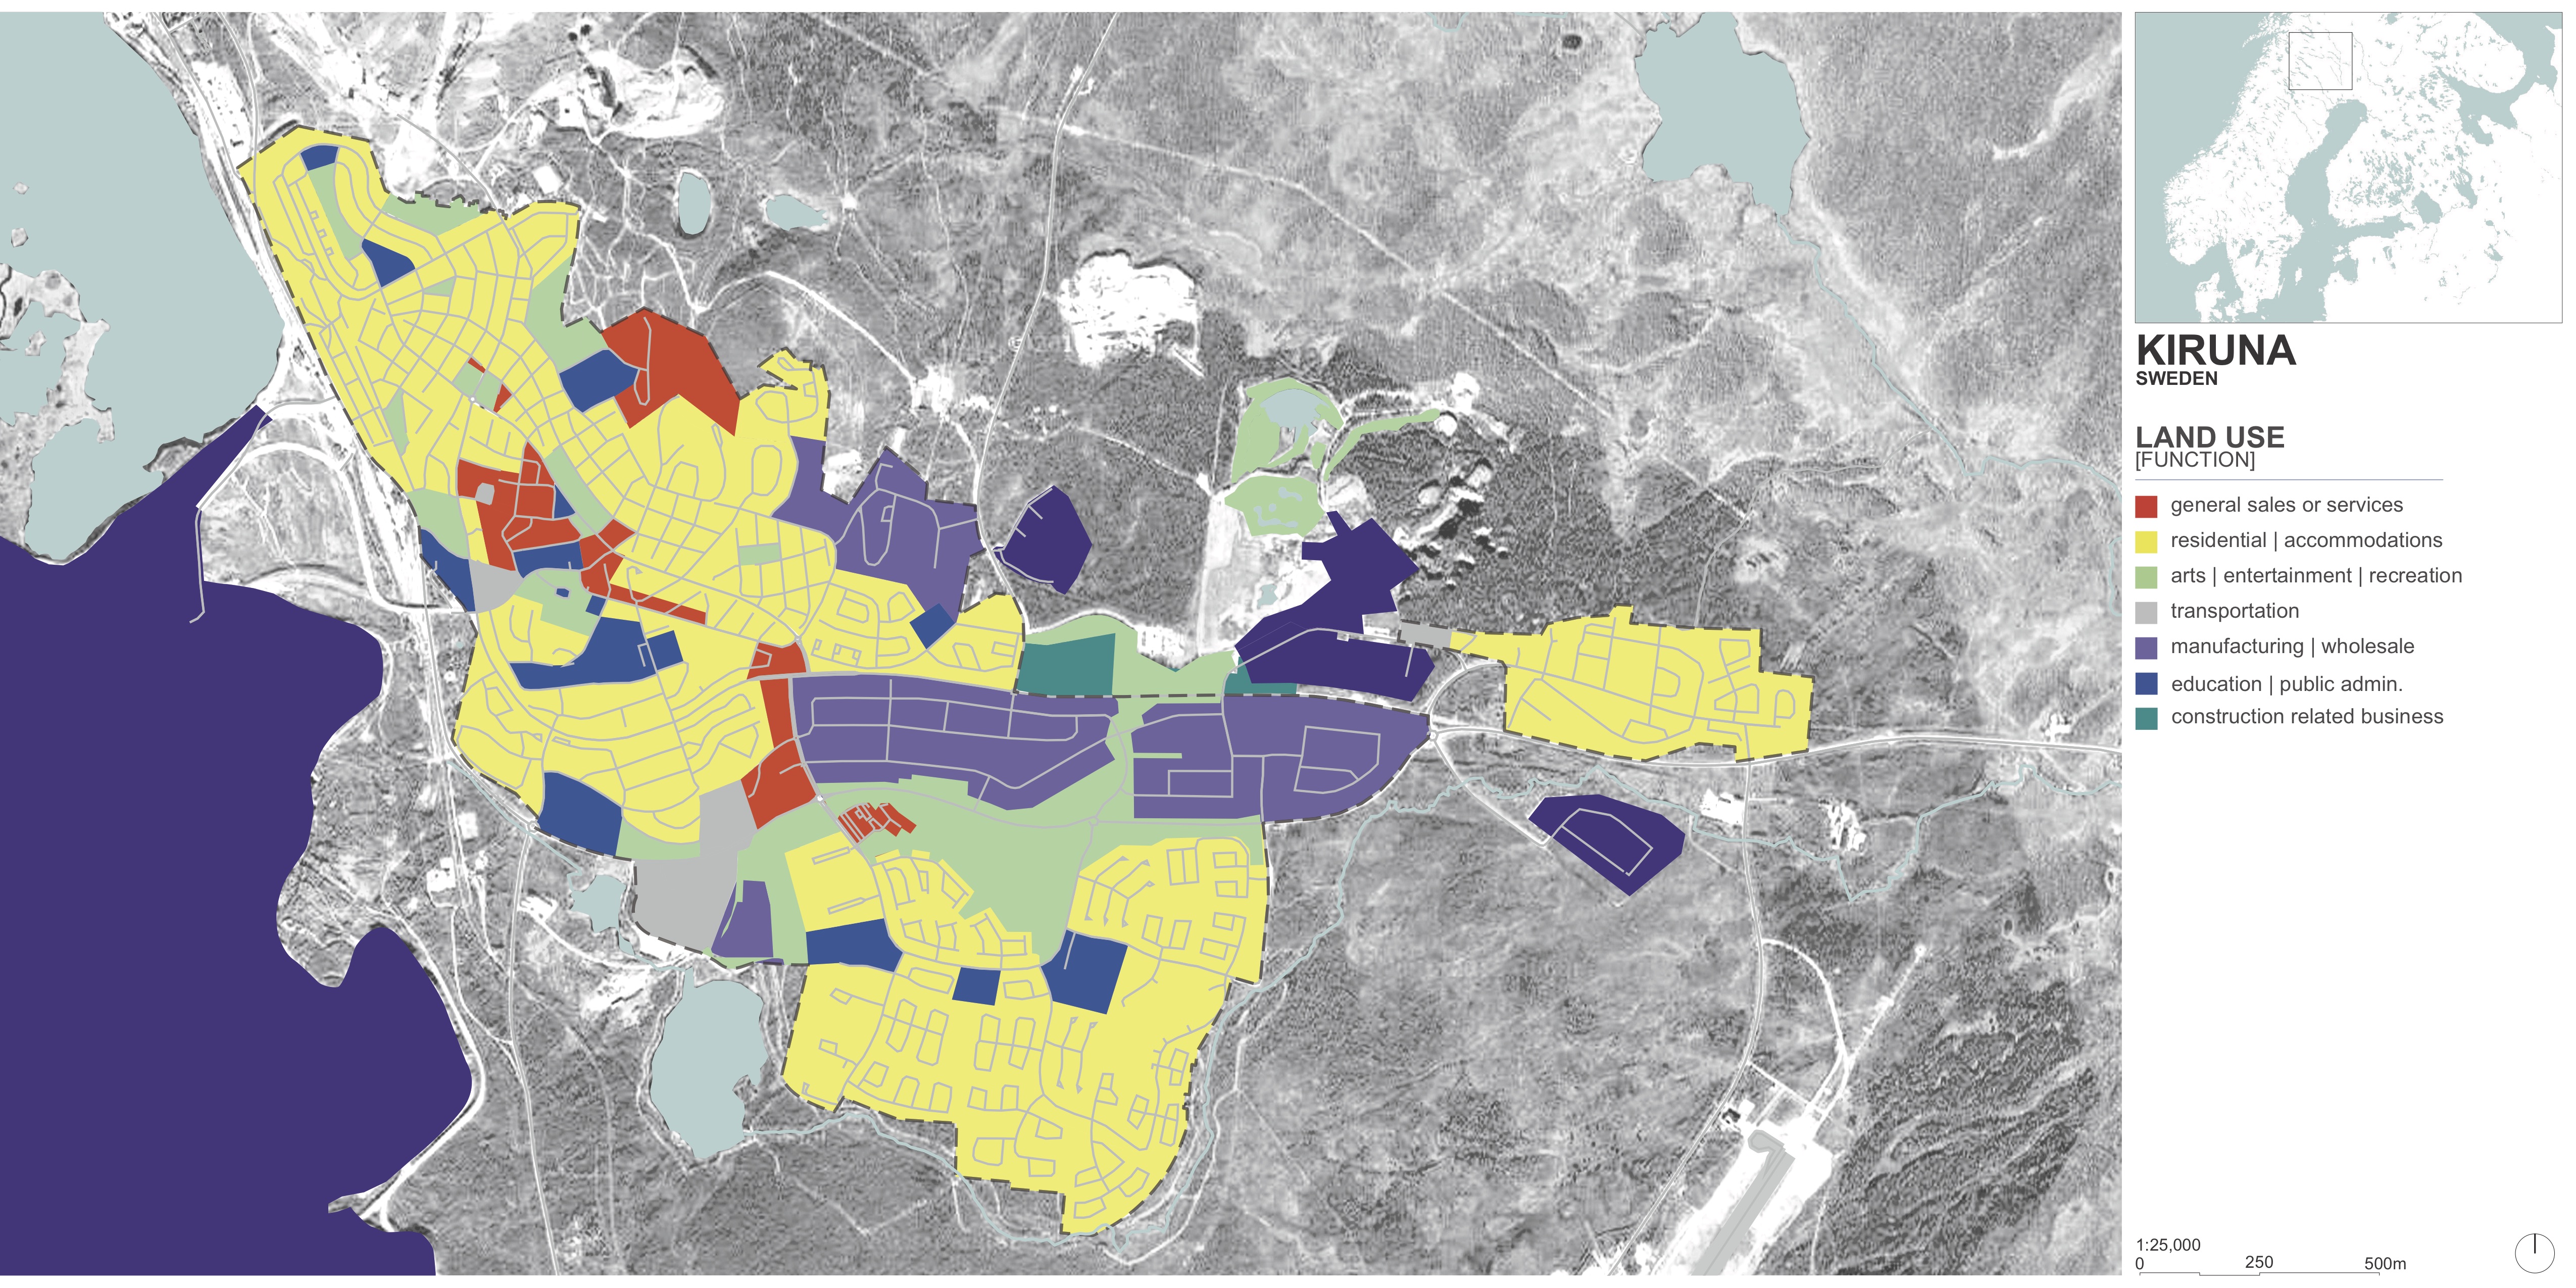 KIRUNA
SWEDEN
LAND USE
[FUNCTION]
general sales or services
residential | accommodations
arts | entertainment | recreation
transportation
manufacturing | wholesale
education | public admin.
construction related business
1:25,000
0 250 500m